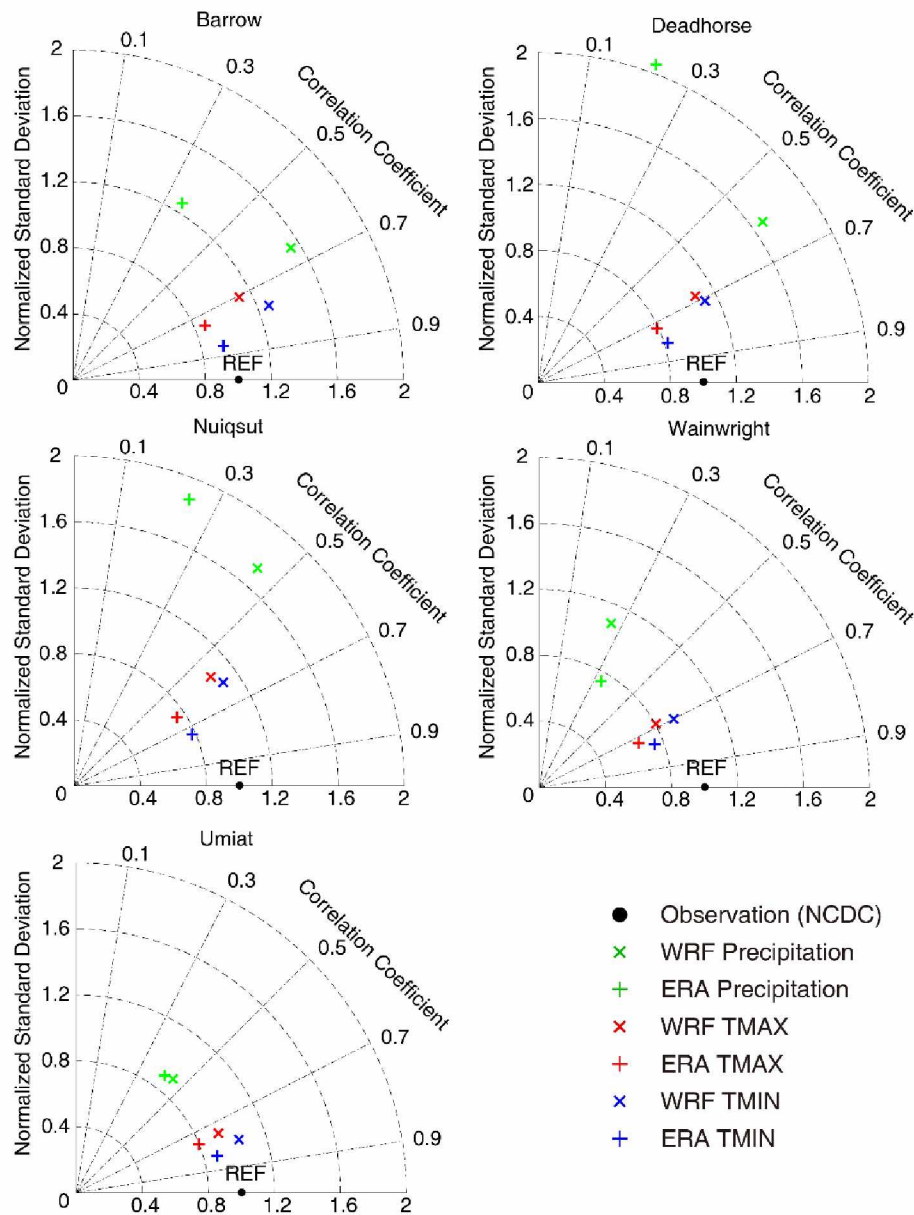 Barrow
Normalized Standard Deviation
2
1.6
1.2
0.8
0.4
0
0.1
0.3
0.5
0.7
0.9
Correlation Coefficient
REF
0.4
0.8
1.2
1.6
2
Deadhorse
Normalized Standard Deviation
2
1.6
1.2
0.8
0.4
0
0.1
0.3
0.5
0.7
0.9
Correlation Coefficient
REF
0.4
0.8
1.2
1.6
2
Nuiqsut
Normalized Standard Deviation
2
1.6
1.2
0.8
0.4
0
0.1
0.3
0.5
0.7
0.9
Correlation Coefficient
REF
0.4
0.8
1.2
1.6
2
Wainwright
Normalized Standard Deviation
2
1.6
1.2
0.8
0.4
0
0.1
0.3
0.5
0.7
0.9
Correlation Coefficient
REF
0.4
0.8
1.2
1.6
2
Umiat
Normalized Standard Deviation
2
1.6
1.2
0.8
0.4
0
0.1
0.3
0.5
0.7
0.9
Correlation Coefficient
REF
0.4
0.8
1.2
1.6
2
Observation (NCDC)
WRF Precipitation
ERA Precipitation
WRF TMAX
ERA TMAX
WRF TMIN
ERA TMIN